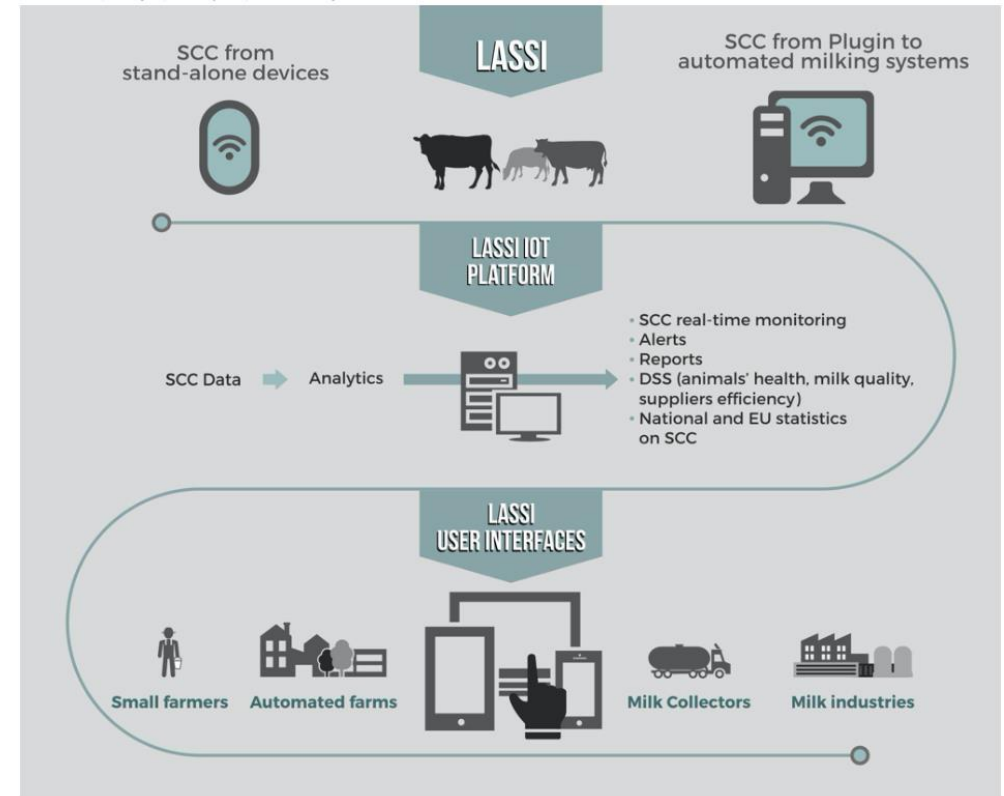 SCC from
stand-alone devices
LASSI
SCC from Plugin to
automated milking systems
LASSI IOT
PLATFORM
SCC Data
Analytics
• SCC real-time monitoring
• Alerts
• Reports
• DSS (animals' health, milk quality,
suppliers efficiency)
• National and EU statistics
on SCC
LASSI
USER INTERFACES
Small farmers
Automated farms
Milk Collectors
Milk industries